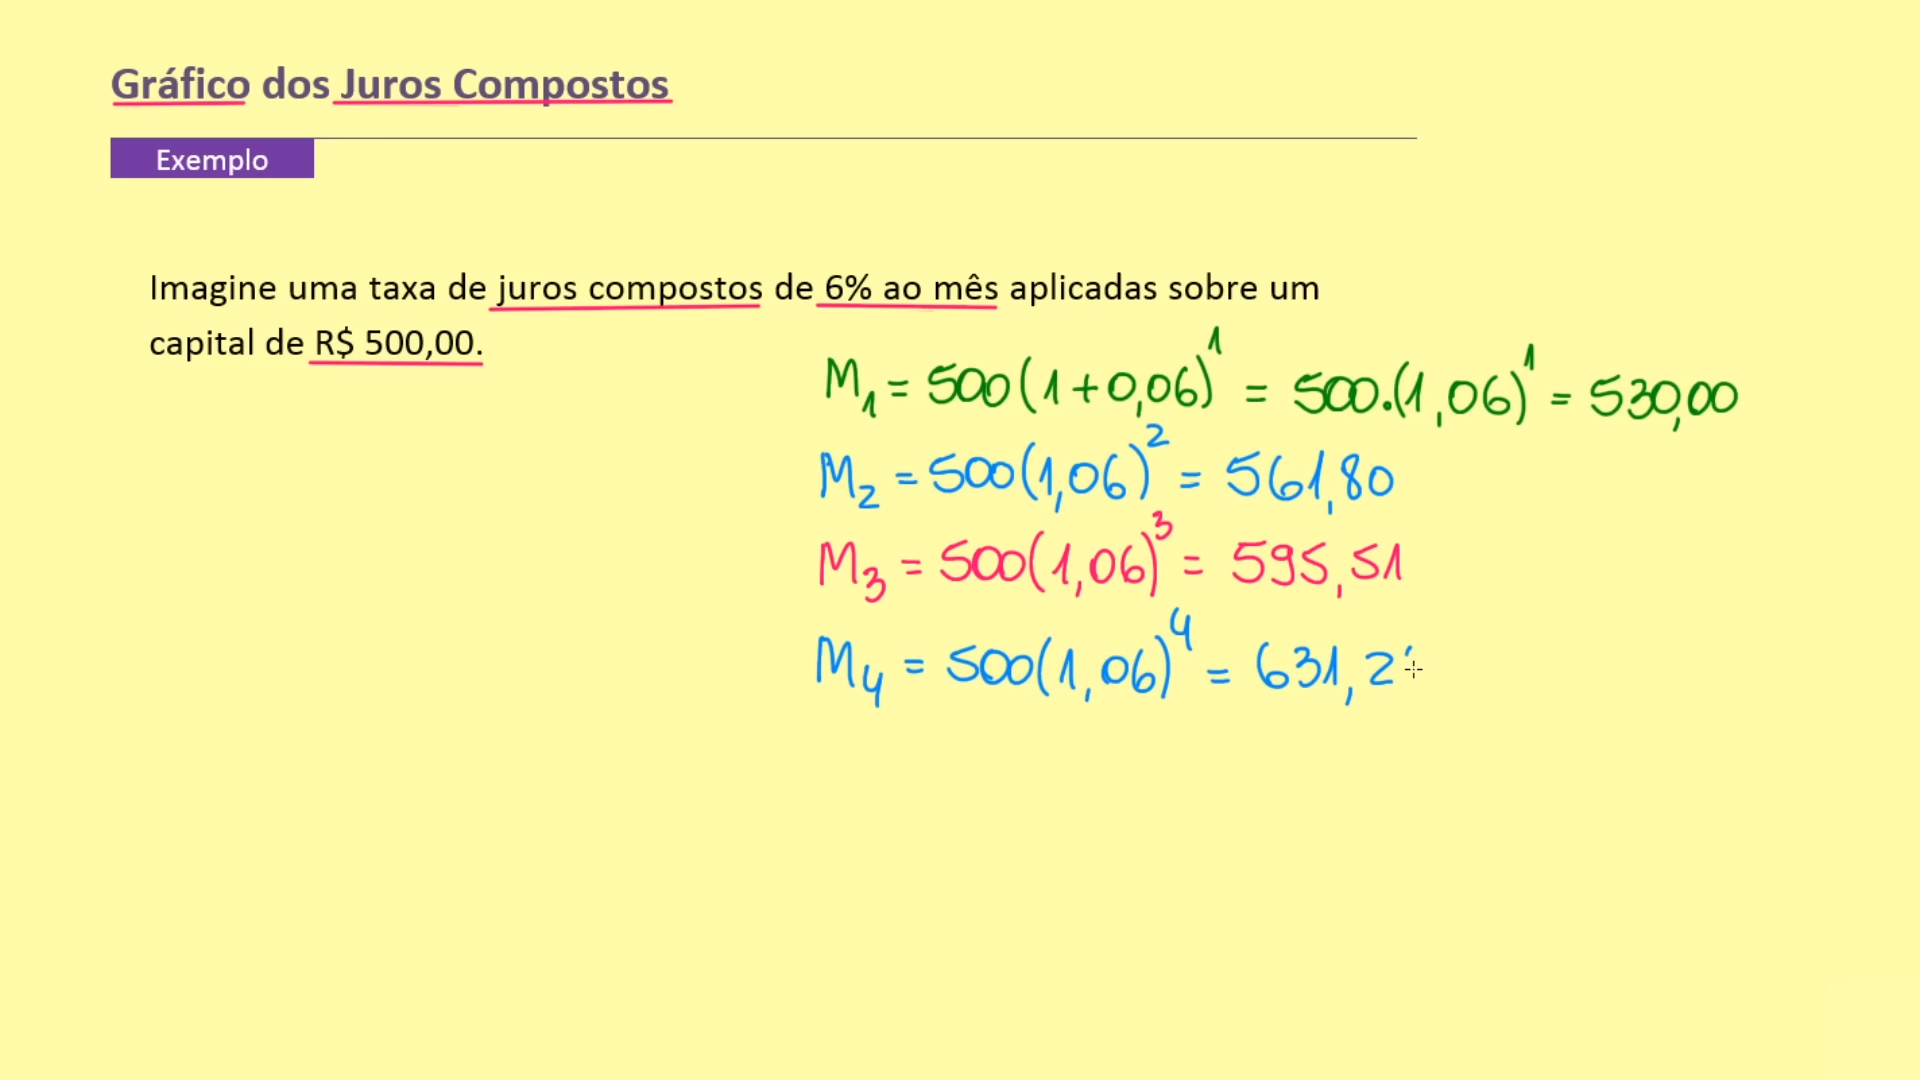 Gráfico dos Juros Compostos
Exemplo
Imagine uma taxa de juros compostos de 6% ao mês aplicadas sobre um
capital de R$ 500,00.
M₁ = 500(1+0,06)¹ = 500.(1,06)¹ = 530,00
M₂ = 500(1,06)² = 561,80
M₃ = 500(1,06)³ = 595,51
M₄ = 500(1,06)⁴ = 631,2